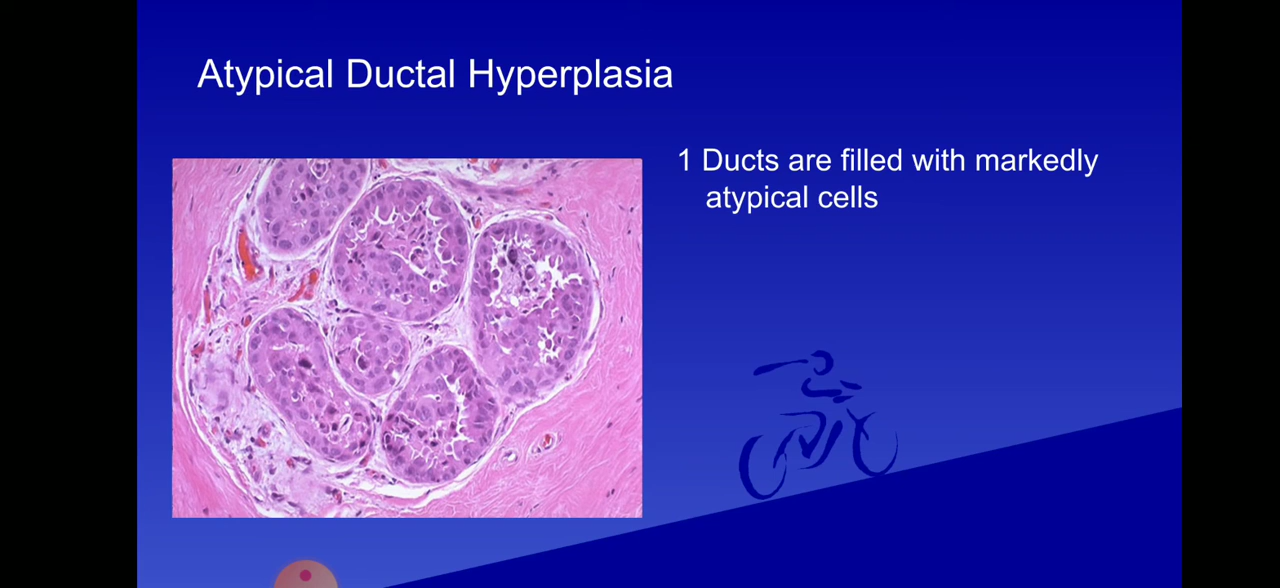 Atypical Ductal Hyperplasia
1 Ducts are filled with markedly
atypical cells